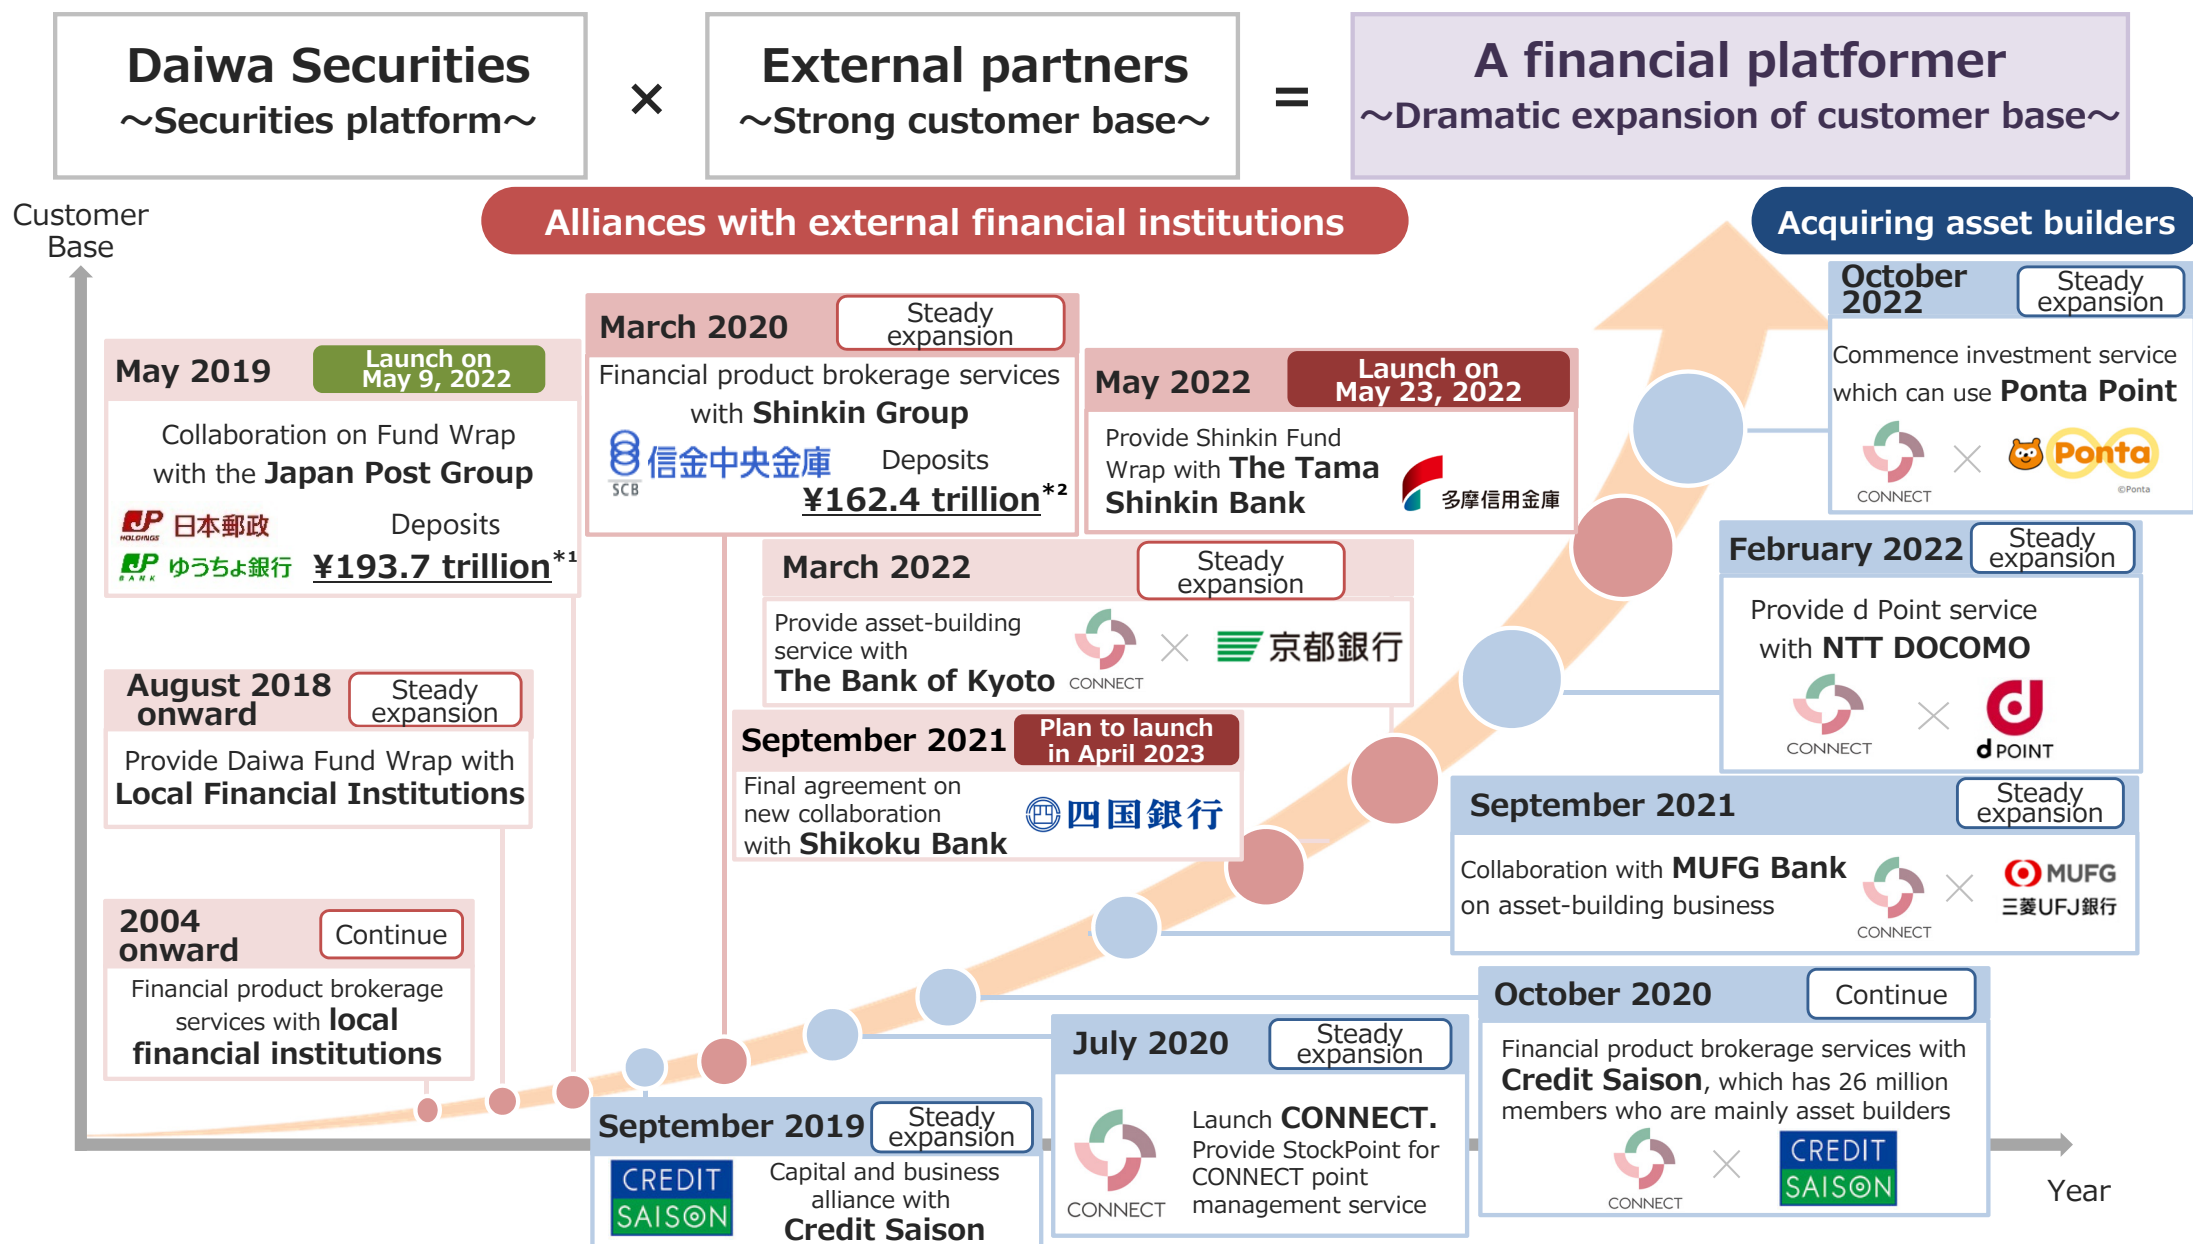 Daiwa Securities
～Securities platform～
×
External partners
～Strong customer base～
=
A financial platformer
～Dramatic expansion of customer base～
Customer
Base
Alliances with external financial institutions
Acquiring asset builders
May 2019
Launch on
May 9, 2022
Collaboration on Fund Wrap
with the Japan Post Group
JP
HOLDINGS
日本郵政
JP
BANK
ゆうちょ銀行
Deposits
¥193.7 trillion*1
August 2018
onward
Steady
expansion
Provide Daiwa Fund Wrap with
Local Financial Institutions
2004
onward
Continue
Financial product brokerage
services with local
financial institutions
March 2020
Steady
expansion
Financial product brokerage services
with Shinkin Group
SCB
信金中央金庫
Deposits
¥162.4 trillion*2
May 2022
Launch on
May 23, 2022
Provide Shinkin Fund
Wrap with The Tama
Shinkin Bank
多摩信用金庫
March 2022
Steady
expansion
Provide asset-building
service with
The Bank of Kyoto
CONNECT
×
京都銀行
September 2021
Plan to launch
in April 2023
Final agreement on
new collaboration
with Shikoku Bank
四国銀行
October
2022
Steady
expansion
Commence investment service
which can use Ponta Point
CONNECT
×
Ponta
©Ponta
February 2022
Steady
expansion
Provide d Point service
with NTT DOCOMO
CONNECT
×
d
d POINT
September 2021
Steady
expansion
Collaboration with MUFG Bank
on asset-building business
CONNECT
×
MUFG
三菱UFJ銀行
October 2020
Continue
Financial product brokerage services with
Credit Saison, which has 26 million
members who are mainly asset builders
CONNECT
×
CREDIT
SAISON
July 2020
Steady
expansion
Launch CONNECT.
Provide StockPoint for
CONNECT point
management service
CONNECT
September 2019
Steady
expansion
CREDIT
SAISON
Capital and business
alliance with
Credit Saison
Year